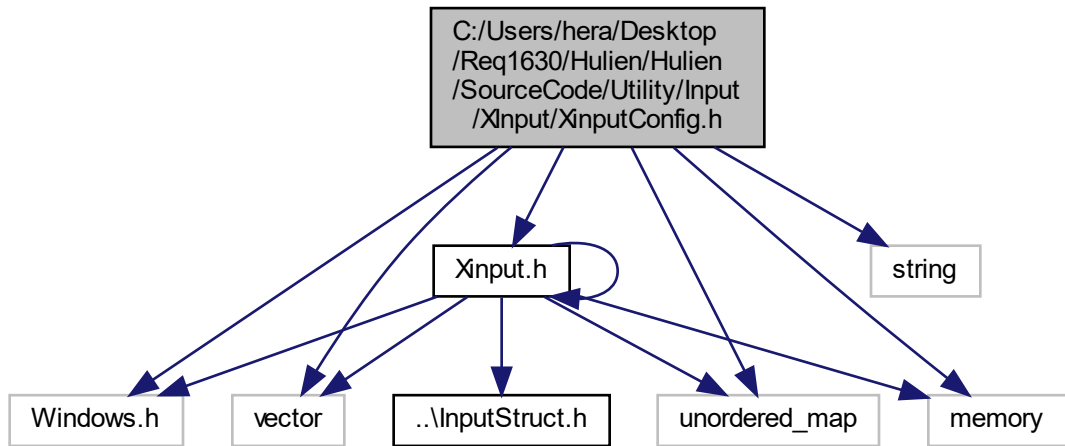 C:/Users/hera/Desktop
/Req1630/Hulien/Hulien
/SourceCode/Utility/Input
/XInput/XinputConfig.h
Xinput.h
string
Windows.h
vector
..\InputStruct.h
unordered_map
memory